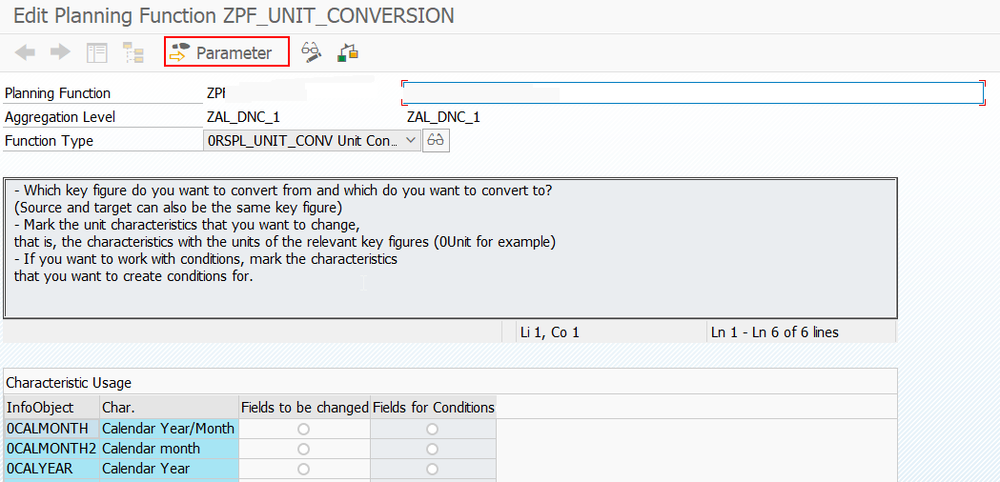 Edit Planning Function ZPF_UNIT_CONVERSION
Parameter
Planning Function ZPF
Aggregation Level ZAL_DNC_1 ZAL_DNC_1
Function Type 0RSPL_UNIT_CONV Unit Con...
- Which key figure do you want to convert from and which do you want to convert to?
(Source and target can also be the same key figure)
- Mark the unit characteristics that you want to change,
that is, the characteristics with the units of the relevant key figures (0Unit for example)
- If you want to work with conditions, mark the characteristics
that you want to create conditions for.
Li 1, Co 1 Ln 1 - Ln 6 of 6 lines
Characteristic Usage
InfoObject Char. Fields to be changed Fields for Conditions
0CALMONTH Calendar Year/Month
0CALMONTH2 Calendar month
0CALYEAR Calendar Year